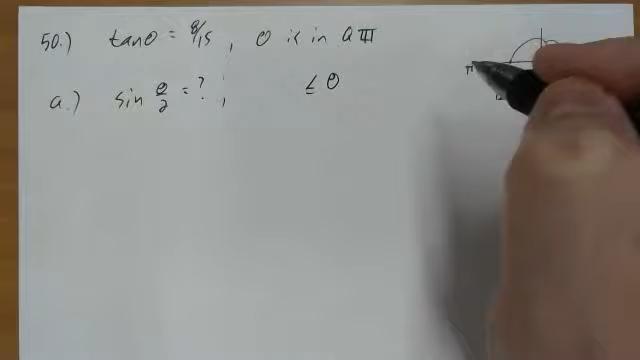 50.) tanθ = 8/15, θ is in QIII
π
a.) sin θ/2 = ?, ≤ θ